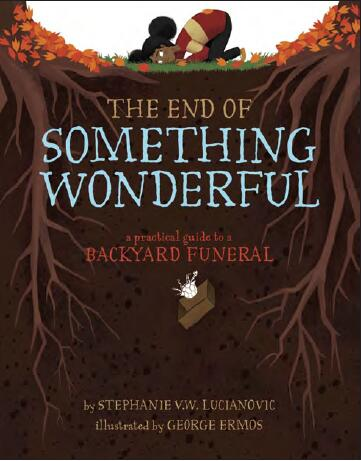 THE END OF
SOMETHING
WONDERFUL
a practical guide to a
BACKYARD FUNERAL
by STEPHANIE V.W. LUCIANOVIC
illustrated by GEORGE ERMOS